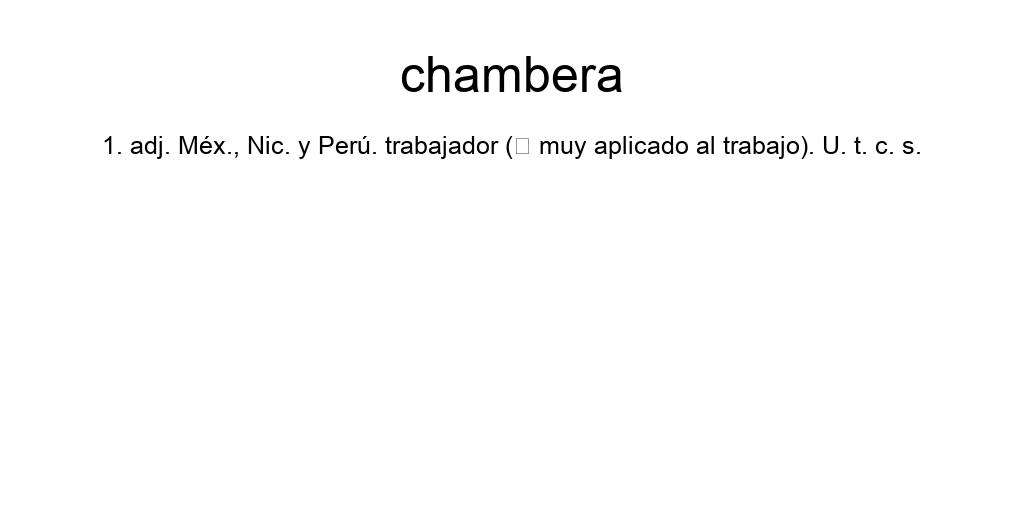 chambera
1. adj. Méx., Nic. y Perú. trabajador (□ muy aplicado al trabajo). U. t. c. s.